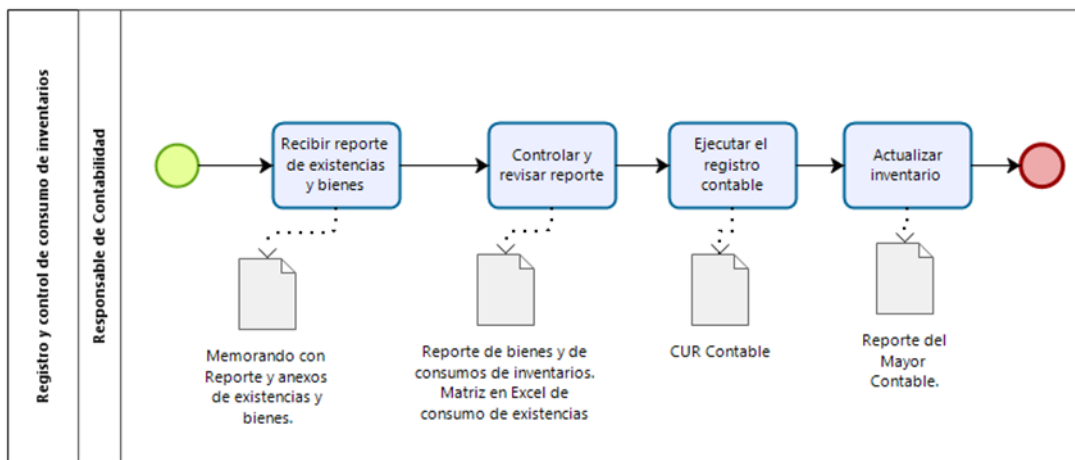 Registro y control de consumo de inventarios
Responsable de Contabilidad
Recibir reporte
de existencias
y bienes
Controlar y
revisar reporte
Ejecutar el
registro
contable
Actualizar
inventario
Memorando con
Reporte y anexos
de existencias y
bienes.
Reporte de bienes y de
consumos de inventarios.
Matriz en Excel de
consumo de existencias
CUR Contable
Reporte del
Mayor
Contable.